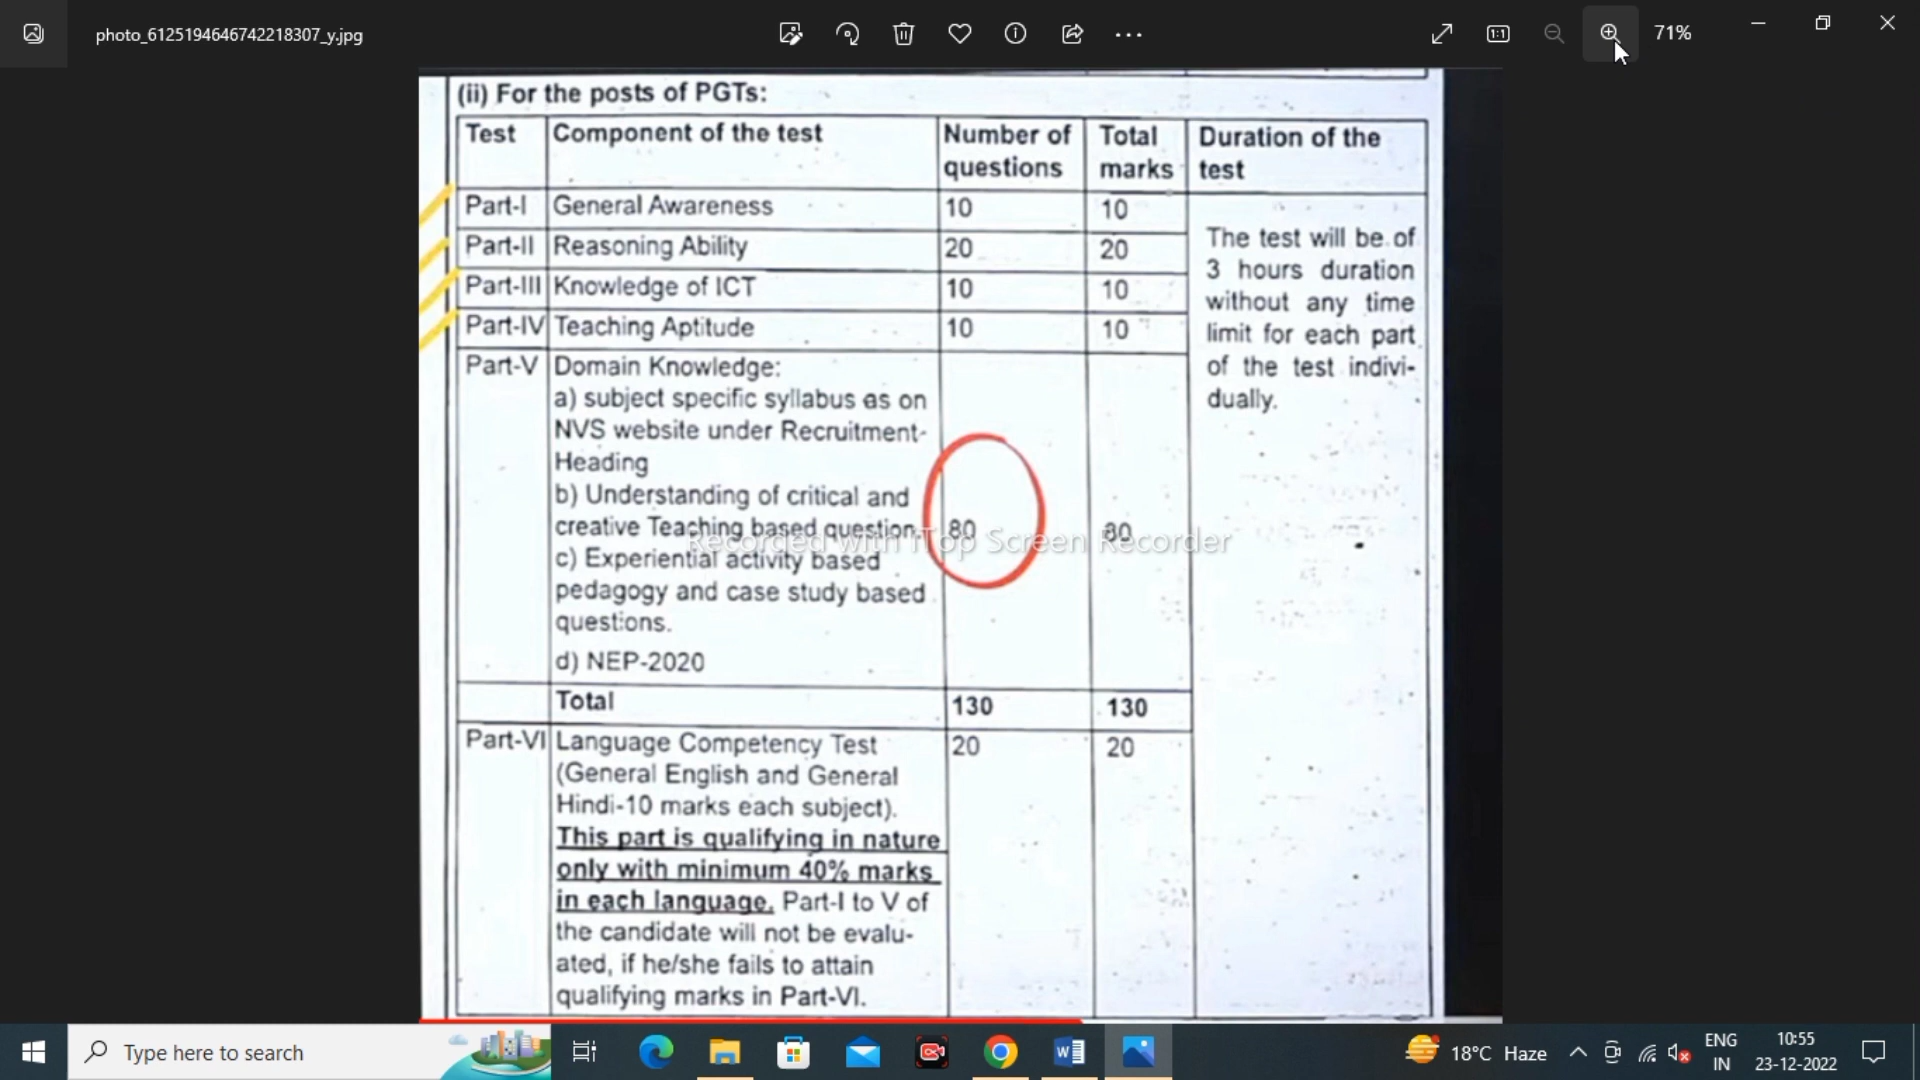 photo_6125194646742218307_y.jpg
71%
(ii) For the posts of PGTs:
Test Component of the test Number of questions Total marks Duration of the test
Part-I General Awareness 10 10
Part-II Reasoning Ability 20 20
Part-III Knowledge of ICT 10 10
Part-IV Teaching Aptitude 10 10
The test will be of
3 hours duration
without any time
limit for each part
of the test indivi-
dually.
Part-V Domain Knowledge:
a) subject specific syllabus as on
NVS website under Recruitment-
Heading
b) Understanding of critical and
creative Teaching based question. 80 80
c) Experiential activity based
pedagogy and case study based
questions.
d) NEP-2020
Recorded with iTop Screen Recorder
Total 130 130
Part-VI Language Competency Test 20 20
(General English and General
Hindi-10 marks each subject).
This part is qualifying in nature
only with minimum 40% marks
in each language. Part-I to V of
the candidate will not be evalu-
ated, if he/she fails to attain
qualifying marks in Part-VI.
Type here to search
18°C Haze
ENG
IN
10:55
23-12-2022